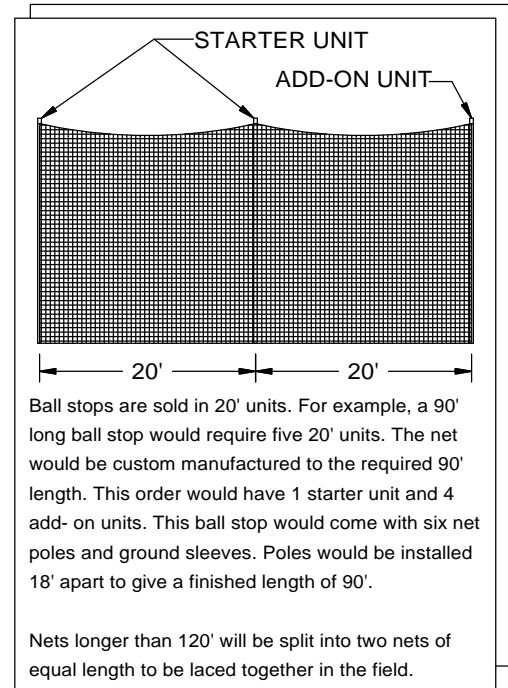 STARTER UNIT
ADD-ON UNIT
20' 20'
Ball stops are sold in 20' units. For example, a 90'
long ball stop would require five 20' units. The net
would be custom manufactured to the required 90'
length. This order would have 1 starter unit and 4
add- on units. This ball stop would come with six net
poles and ground sleeves. Poles would be installed
18' apart to give a finished length of 90'.
Nets longer than 120' will be split into two nets of
equal length to be laced together in the field.